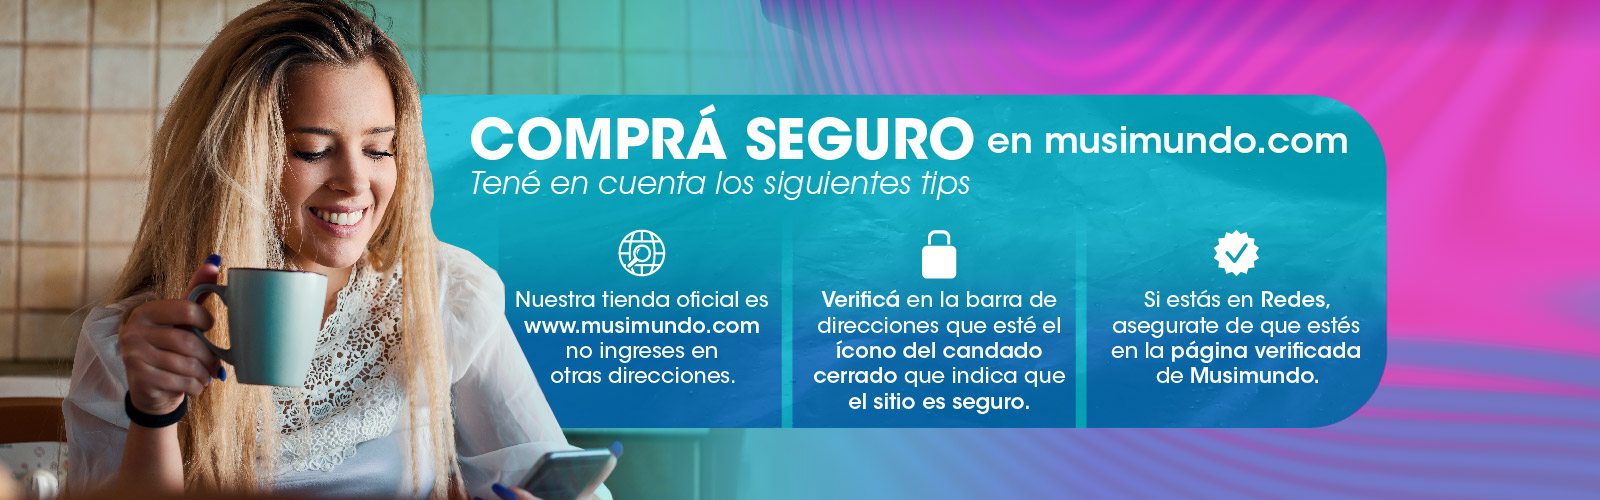 COMPRÁ SEGURO en musimundo.com
Tené en cuenta los siguientes tips
Nuestra tienda oficial es
www.musimundo.com
no ingreses en
otras direcciones.
Verificá en la barra de
direcciones que esté el
ícono del candado
cerrado que indica que
el sitio es seguro.
Si estás en Redes,
asegurate de que estés
en la página verificada
de Musimundo.